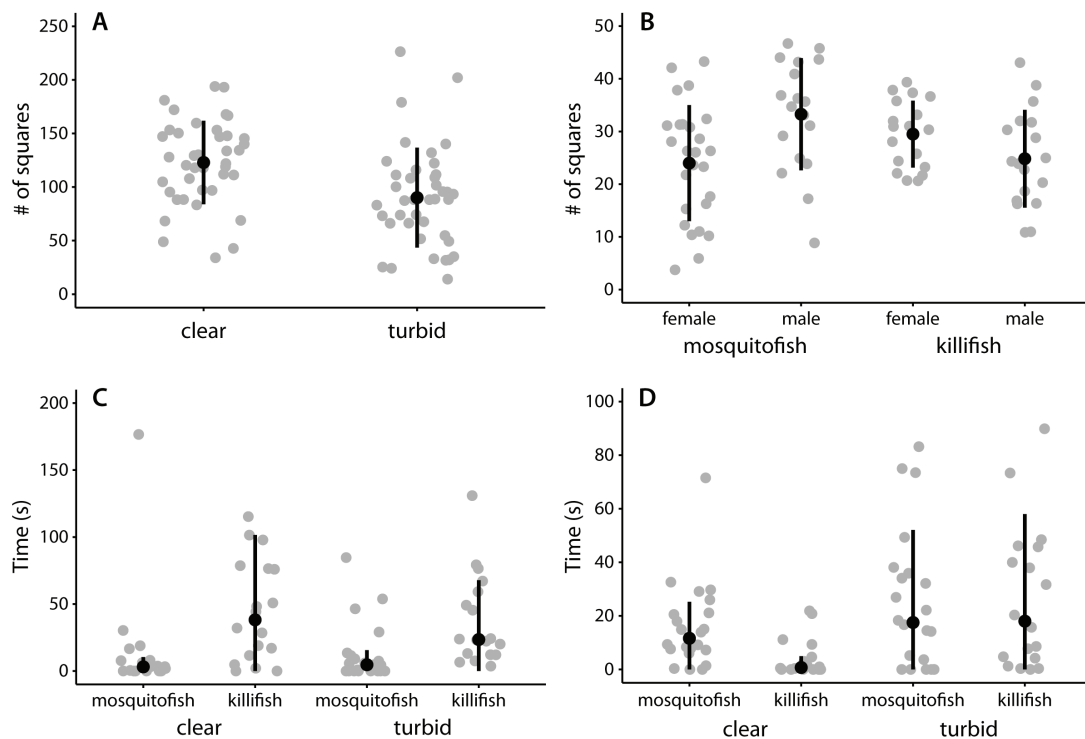 A
# of squares
250
200
150
100
50
0
clear turbid
B
# of squares
50
40
30
20
10
0
female male female male
mosquitofish killifish
C
Time (s)
200
150
100
50
0
mosquitofish killifish mosquitofish killifish
clear turbid
D
Time (s)
100
80
60
40
20
0
mosquitofish killifish mosquitofish killifish
clear turbid